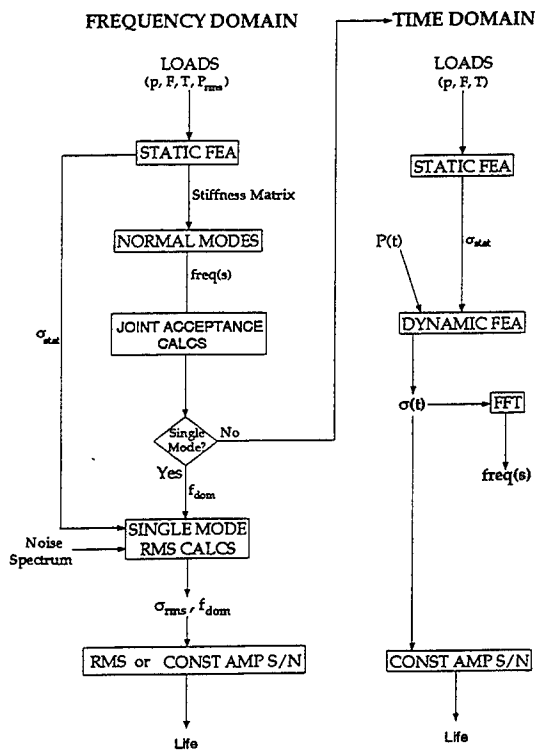 FREQUENCY DOMAIN
LOADS
(p, F, T, Prms)
STATIC FEA
Stiffness Matrix
NORMAL MODES
freq(s)
JOINT ACCEPTANCE
CALCS
σstat
Single
Mode?
No
Yes
fdom
Noise
Spectrum
SINGLE MODE
RMS CALCS
σrms , fdom
RMS or CONST AMP S/N
Life
TIME DOMAIN
LOADS
(p, F, T)
STATIC FEA
σstat
P(t)
DYNAMIC FEA
σ(t)
FFT
freq(s)
CONST AMP S/N
Life